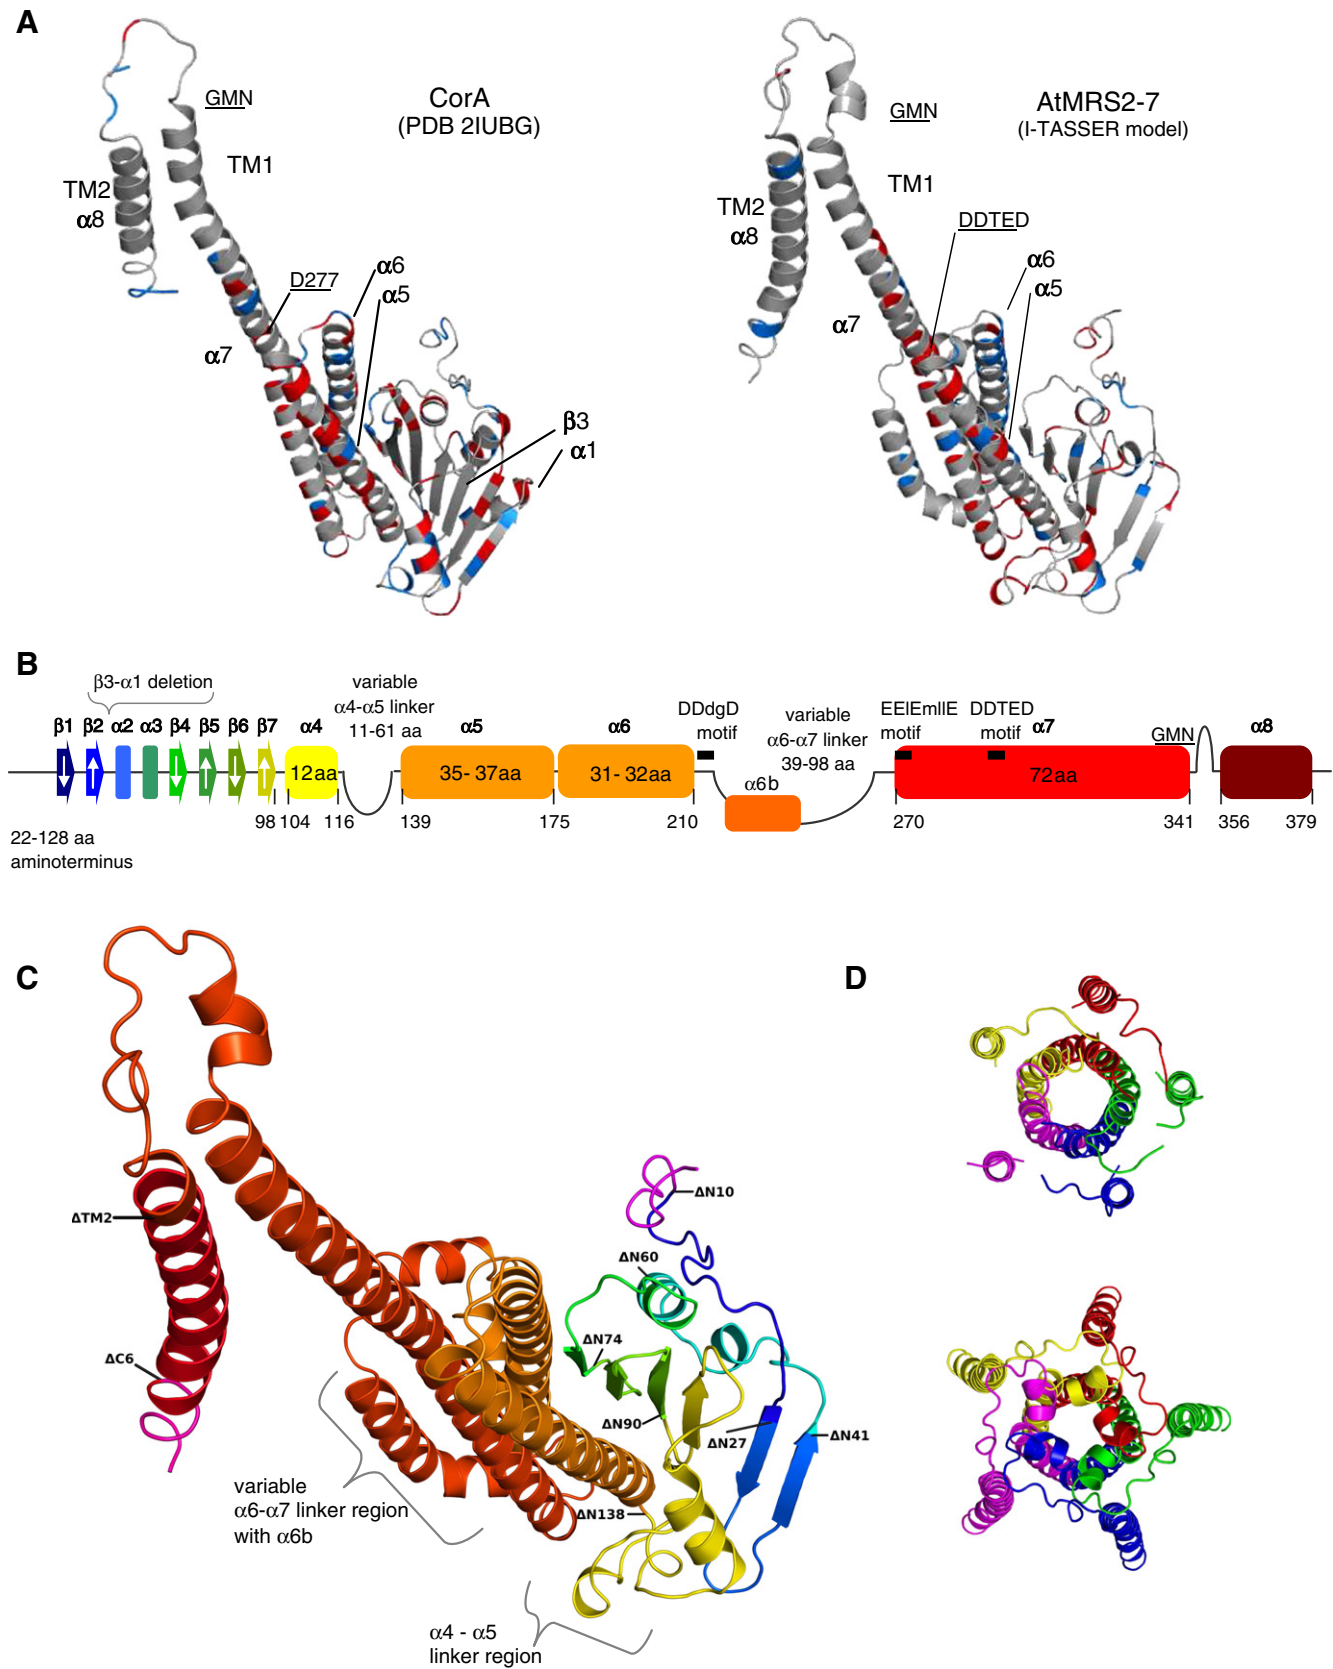 A
CorA
(PDB 2IUBG)
GMN
TM1
TM2
α8
D277
α6
α5
α7
β3
α1
AtMRS2-7
(I-TASSER model)
GMN
TM1
TM2
α8
DDTED
α6
α5
α7
B
β3-α1 deletion
β1 β2 α2 α3 β4 β5 β6 β7 α4
variable
α4-α5 linker
11-61 aa
α5
α6
DDdgD
motif
variable
α6-α7 linker
39-98 aa
EElEmllE
motif
DDTED
motif
α7
GMN
α8
12aa
35- 37aa
31- 32aa
α6b
72aa
98 104 116 139 175 210 270 341 356 379
22-128 aa
aminoterminus
C
ΔTM2
ΔC6
ΔN10
ΔN60
ΔN74
ΔN90
ΔN27
ΔN41
ΔN138
variable
α6-α7 linker region
with α6b
α4 - α5
linker region
D